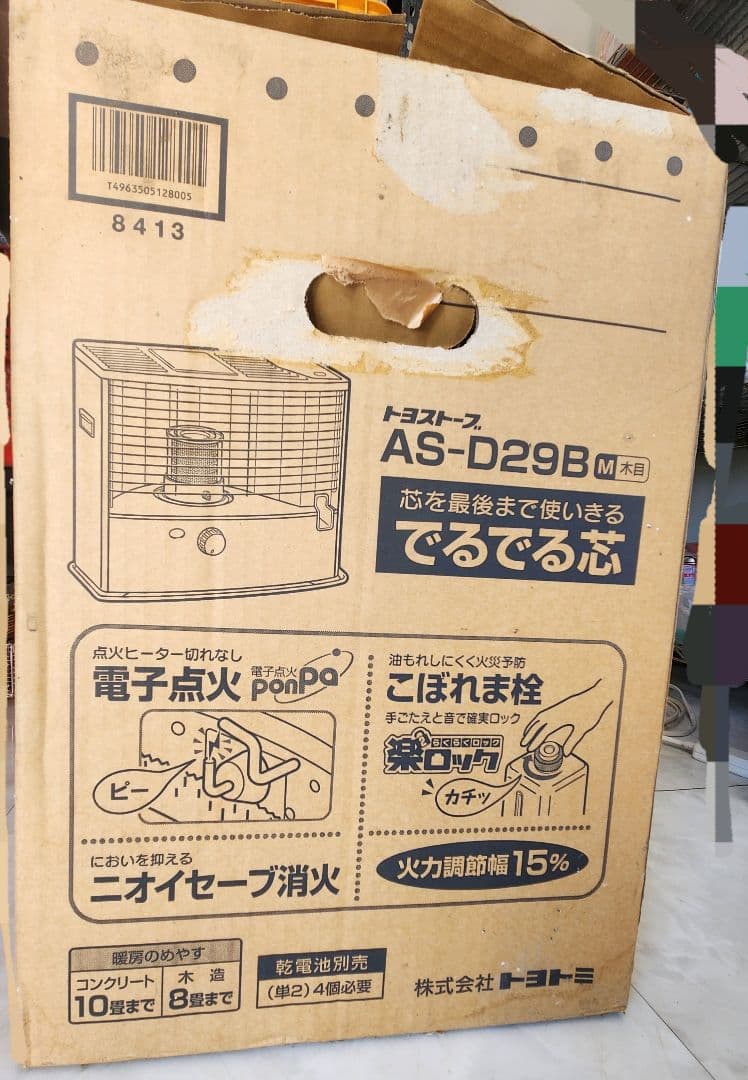 T4963505128005
8413
トヨストーブ
AS-D29B M 木目
芯を最後まで使いきる
でるでる芯
点火ヒーター切れなし
電子点火 電子点火 ponpa
ピー
油もれしにくく火災予防
こぼれま栓
手ごたえと音で確実ロック
らくらくロック
楽ロック
カチッ
においを抑える
ニオイセーブ消火
火力調節幅15%
暖房のめやす
コンクリート 木造
10畳まで 8畳まで
乾電池別売
(単2)4個必要
株式会社トヨトミ